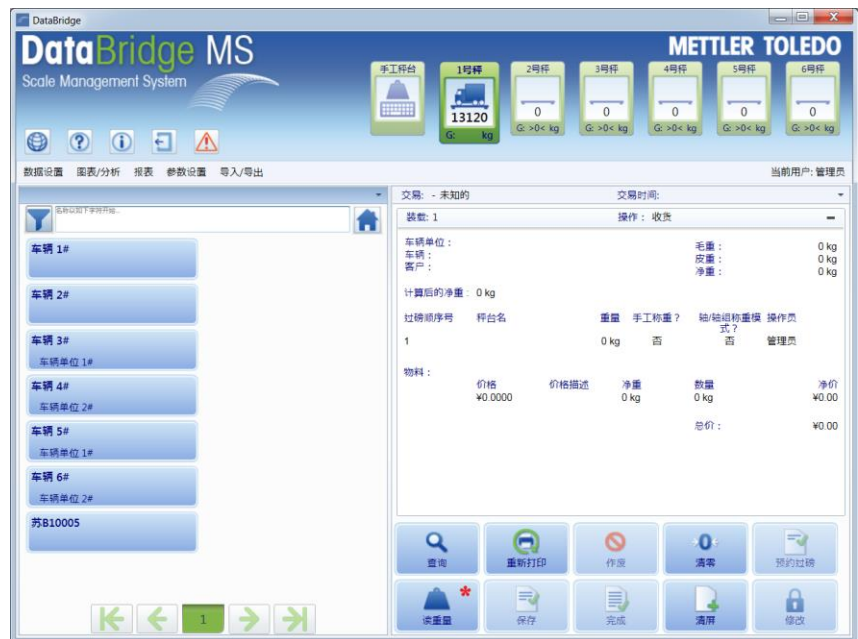 DataBridge
DataBridge MS
Scale Management System
METTLER TOLEDO
手工秤台
1号秤
13120
G: kg
2号秤
0
G: >0< kg
3号秤
0
G: >0< kg
4号秤
0
G: >0< kg
5号秤
0
G: >0< kg
6号秤
0
G: >0< kg
数据设置 图表/分析 报表 参数设置 导入/导出
当前用户: 管理员
名称以如下字符开始...
车辆 1#
车辆 2#
车辆 3#
车辆单位 1#
车辆 4#
车辆单位 2#
车辆 5#
车辆单位 1#
车辆 6#
车辆单位 2#
苏B10005
1
交易: - 未知的 交易时间:
装载: 1 操作: 收货
车辆单位:
车辆:
客户:
毛重: 0 kg
皮重: 0 kg
净重: 0 kg
计算后的净重: 0 kg
过磅顺序号 秤台名 重量 手工称重? 轴/轴组称重模式? 操作员
1 0 kg 否 否 管理员
物料:
价格 价格描述 净重 数量 净价
¥0.0000 0 kg 0 kg ¥0.00
总价: ¥0.00
查询 重新打印 作废 清零 预约过磅
读重量 * 保存 完成 清屏 修改